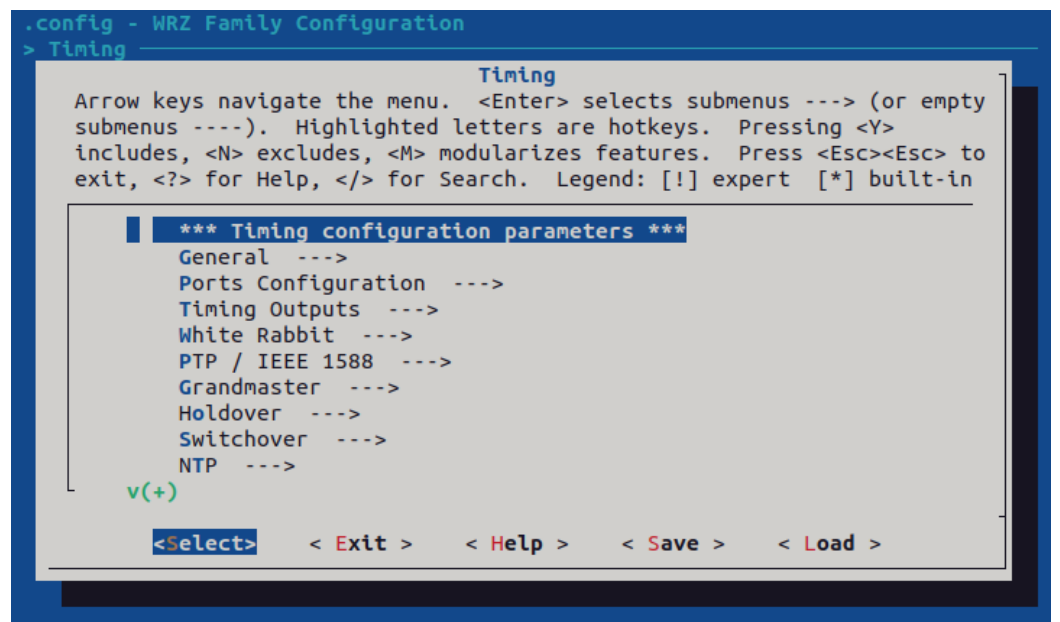 .config - WRZ Family Configuration
> Timing
Timing
Arrow keys navigate the menu.  <Enter> selects submenus ---> (or empty
submenus ----).  Highlighted letters are hotkeys.  Pressing <Y>
includes, <N> excludes, <M> modularizes features.  Press <Esc><Esc> to
exit, <?> for Help, </> for Search.  Legend: [!] expert  [*] built-in
*** Timing configuration parameters ***
General  --->
Ports Configuration  --->
Timing Outputs  --->
White Rabbit  --->
PTP / IEEE 1588  --->
Grandmaster  --->
Holdover  --->
Switchover  --->
NTP  --->
v(+)
<Select>    < Exit >    < Help >    < Save >    < Load >